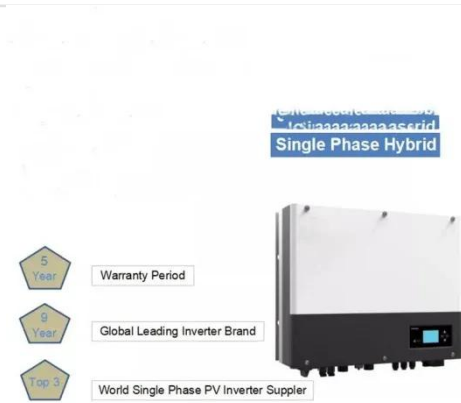 Single Phase Hybrid
5
Year
Warranty Period
9
Year
Global Leading Inverter Brand
Top 3
World Single Phase PV Inverter Suppler